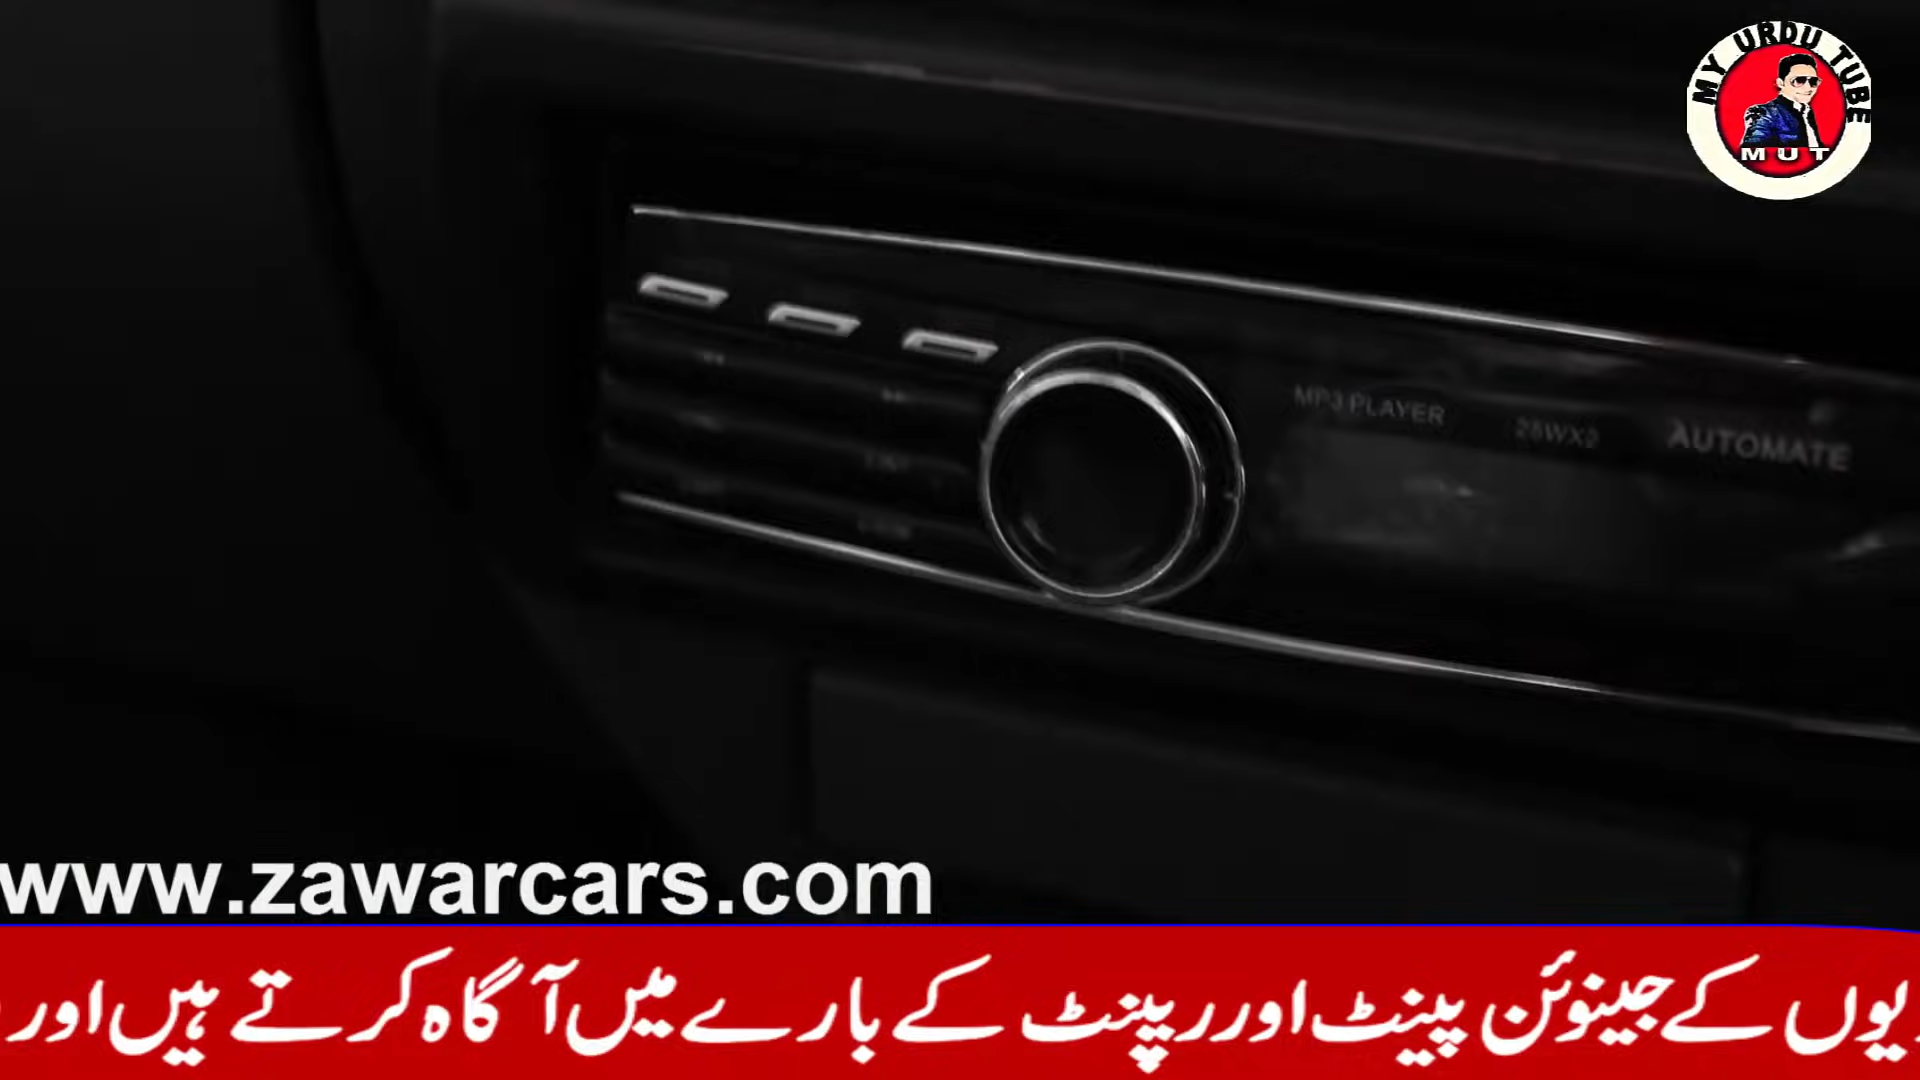 MY URDU TUBE
MUT
MP3 PLAYER
AUTOMATE
www.zawarcars.com
یوں کے جینوئن پینٹ اور رپینٹ کے بارے میں آگاہ کرتے ہیں اور